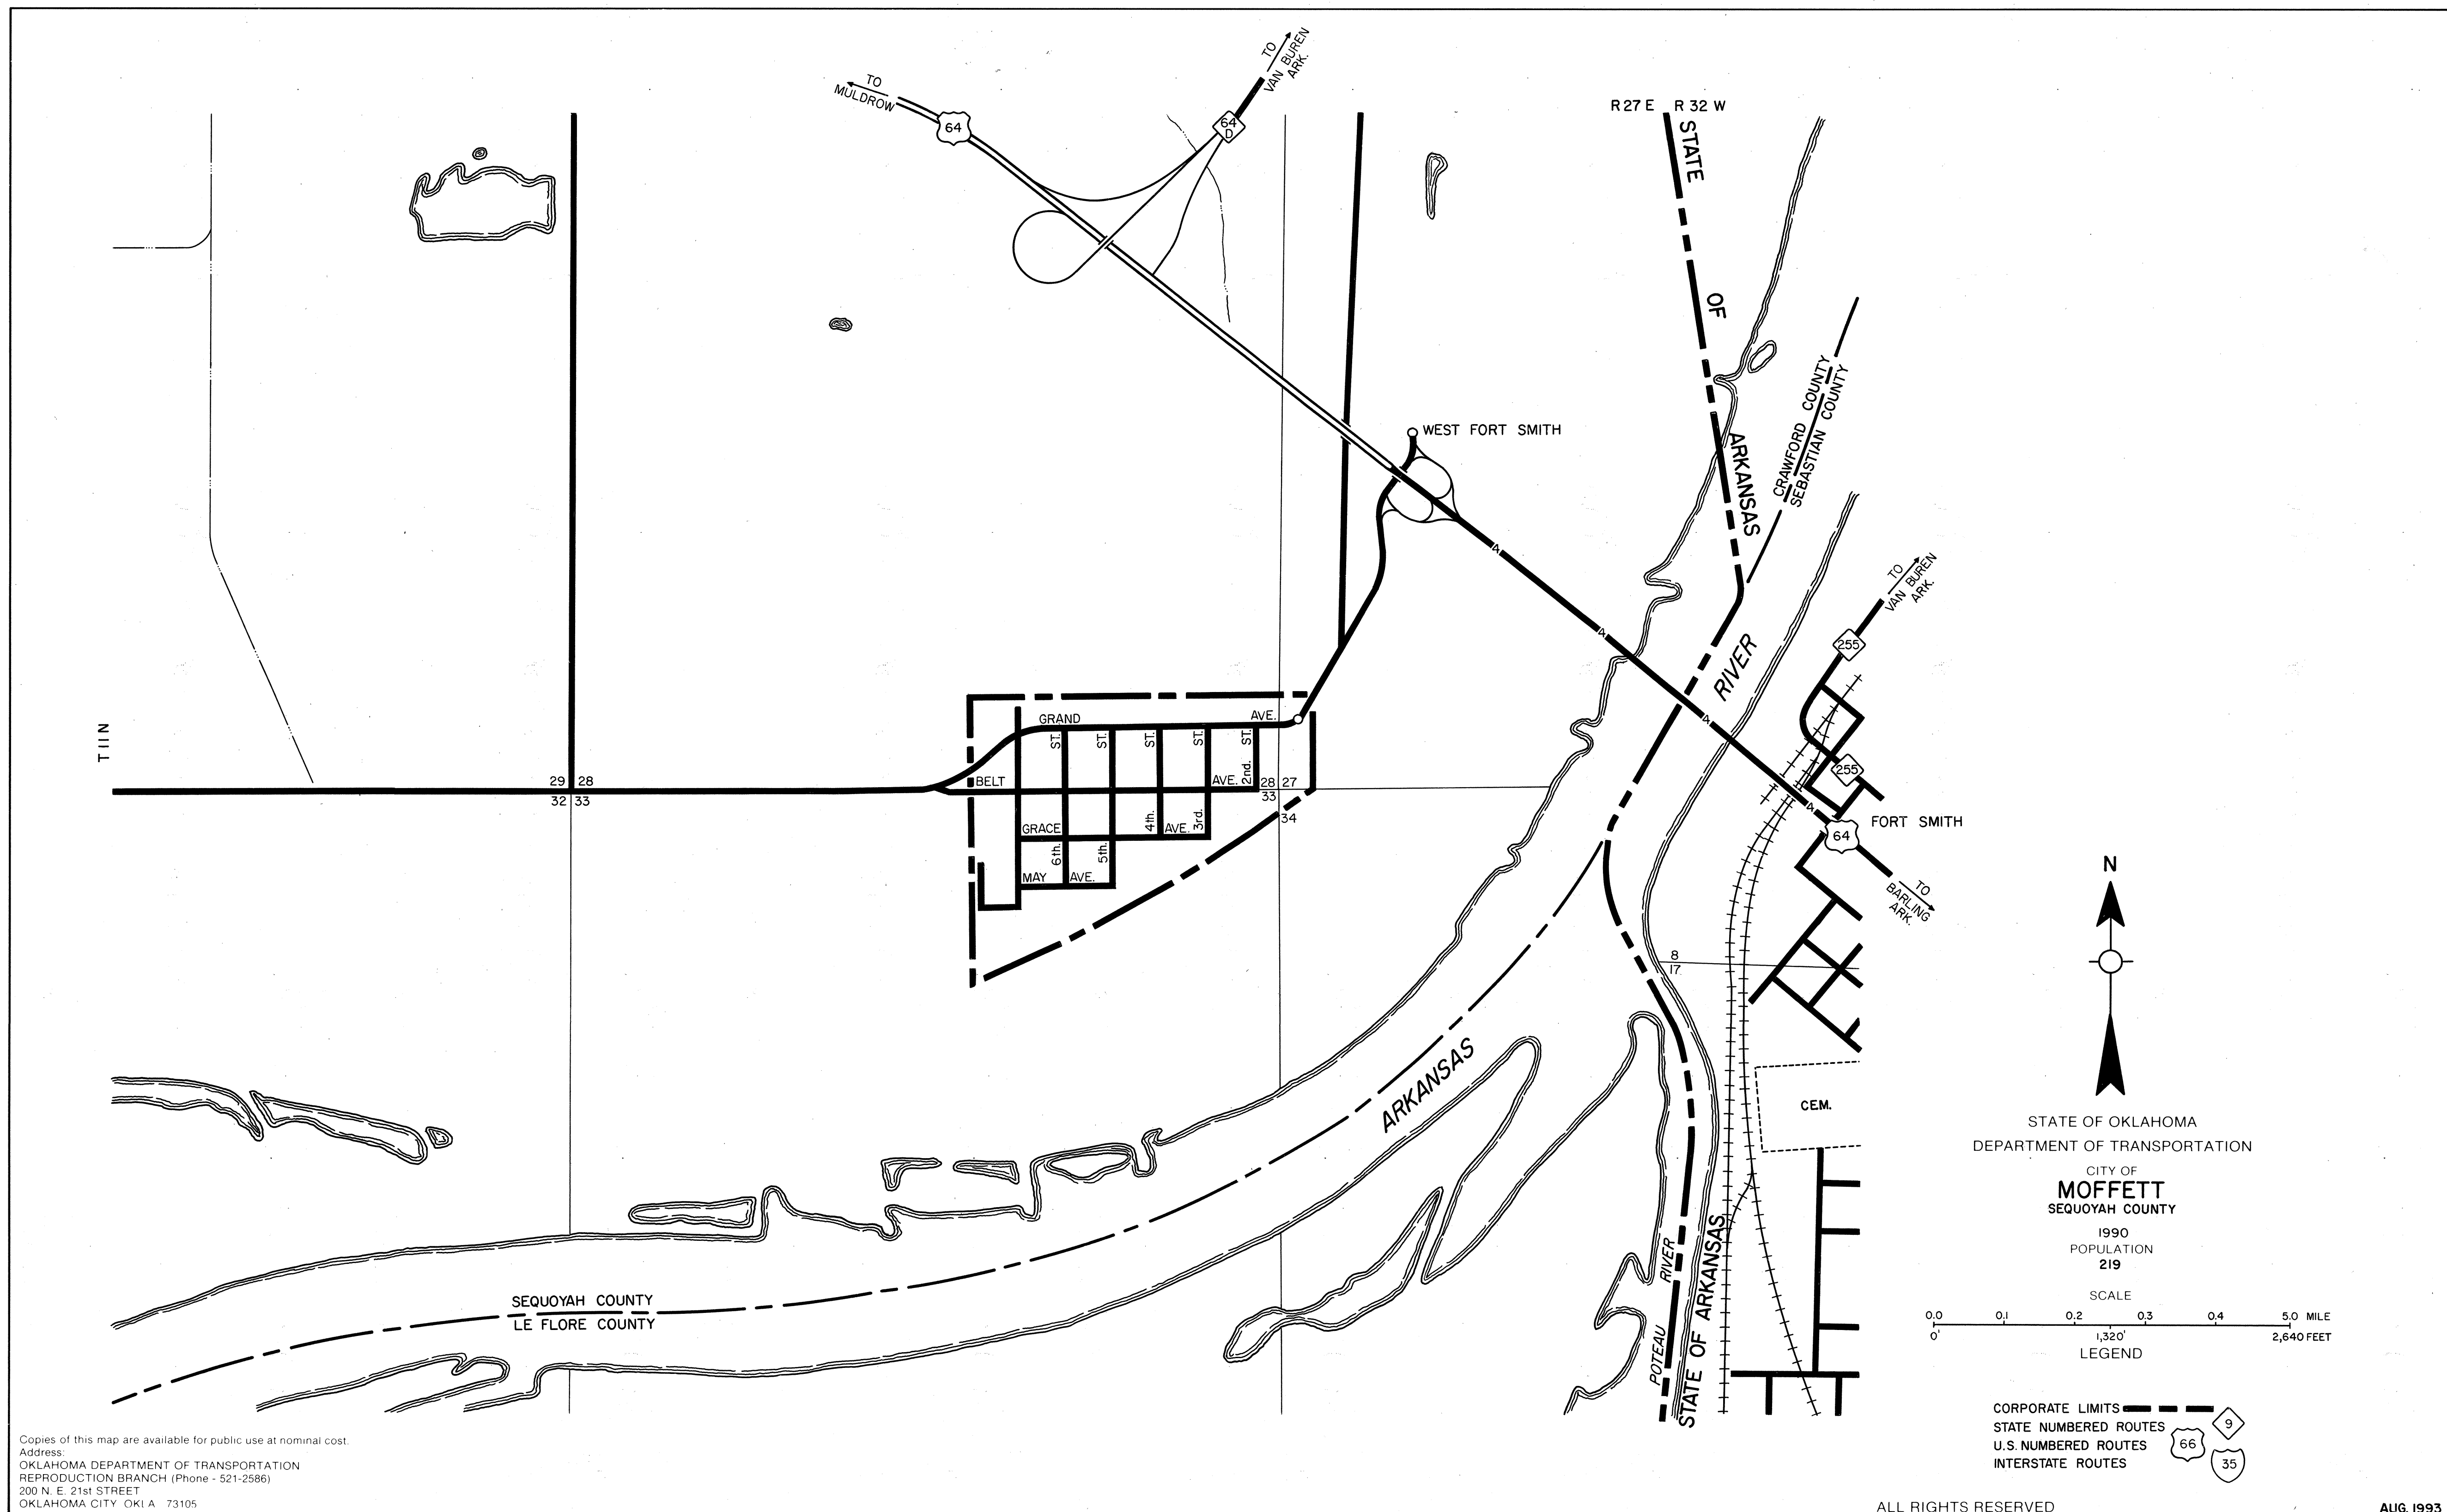 TO
MULDROW
64
TO
VAN BUREN
ARK.
64
D
R 27 E R 32 W
STATE
OF
ARKANSAS
WEST FORT SMITH
CRAWFORD COUNTY
SEBASTIAN COUNTY
4
4
4
4
RIVER
TO
VAN BUREN
ARK.
255
255
64
FORT SMITH
TO
BARLING
ARK.
T11N
29 28
32 33
GRAND AVE.
ST.
ST.
ST.
ST.
ST.
BELT AVE.
2nd.
28 27
33
34
GRACE AVE.
4th.
3rd.
6th.
5th.
MAY AVE.
8
17
ARKANSAS
CEM.
POTEAU RIVER
STATE OF ARKANSAS
SEQUOYAH COUNTY
LE FLORE COUNTY
N
STATE OF OKLAHOMA
DEPARTMENT OF TRANSPORTATION
CITY OF
MOFFETT
SEQUOYAH COUNTY
1990
POPULATION
219
SCALE
0.0 0.1 0.2 0.3 0.4 5.0 MILE
0' 1,320' 2,640 FEET
LEGEND
CORPORATE LIMITS
STATE NUMBERED ROUTES 9
U.S. NUMBERED ROUTES 66
INTERSTATE ROUTES 35
Copies of this map are available for public use at nominal cost.
Address:
OKLAHOMA DEPARTMENT OF TRANSPORTATION
REPRODUCTION BRANCH (Phone - 521-2586)
200 N. E. 21st STREET
OKLAHOMA CITY OKLA 73105
ALL RIGHTS RESERVED
AUG. 1993